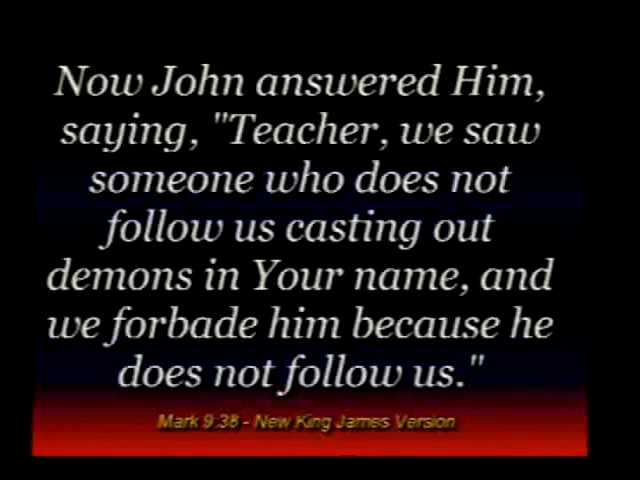 Now John answered Him,
saying, "Teacher, we saw
someone who does not
follow us casting out
demons in Your name, and
we forbade him because he
does not follow us."
Mark 9:38 - New King James Version